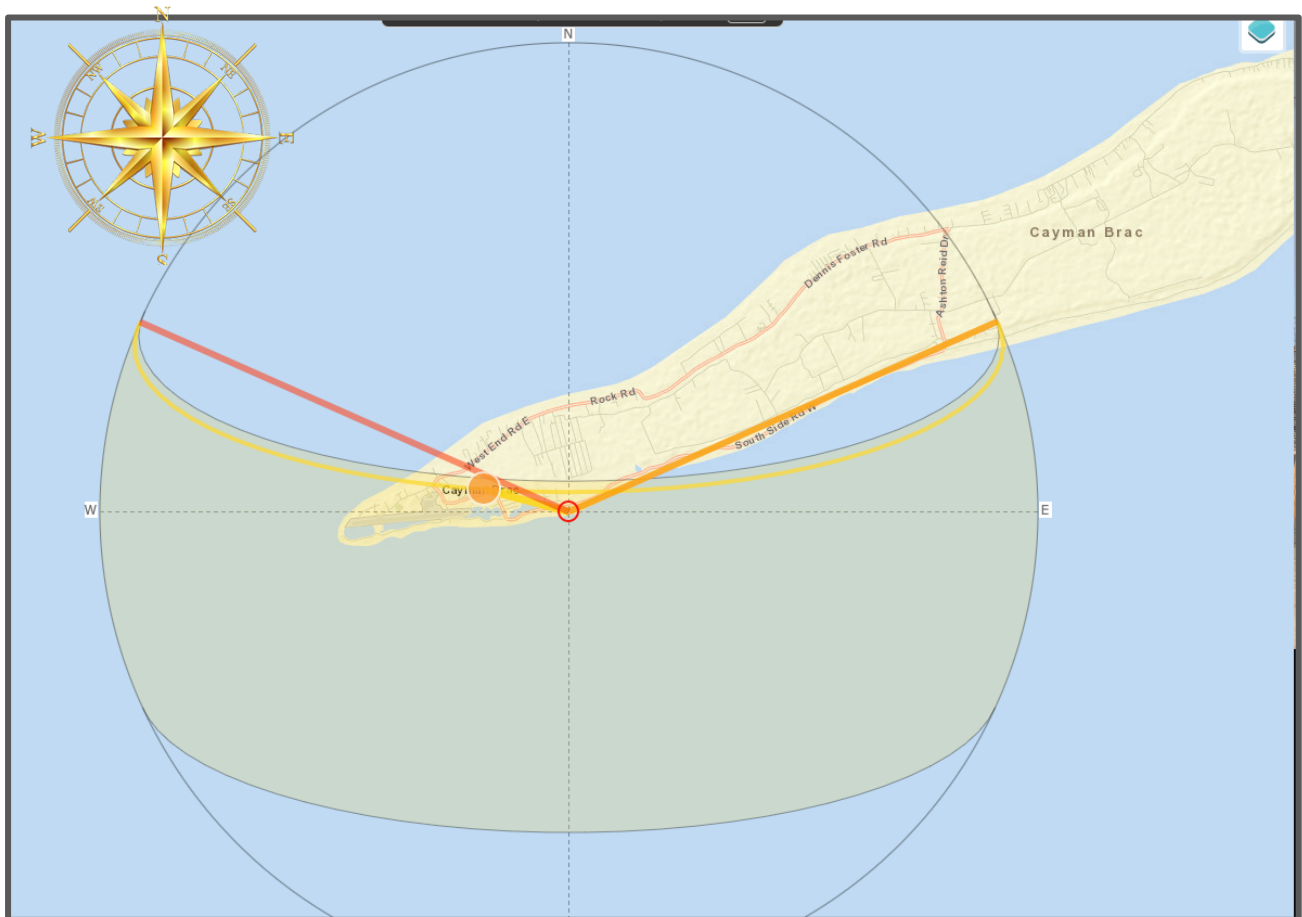 N
N
NW
NE
W
E
SW
SE
S
Cayman Brac
Dennis Foster Rd
Ashton Reid Dr
Rock Rd
West End Rd E
South Side Rd W
W
E